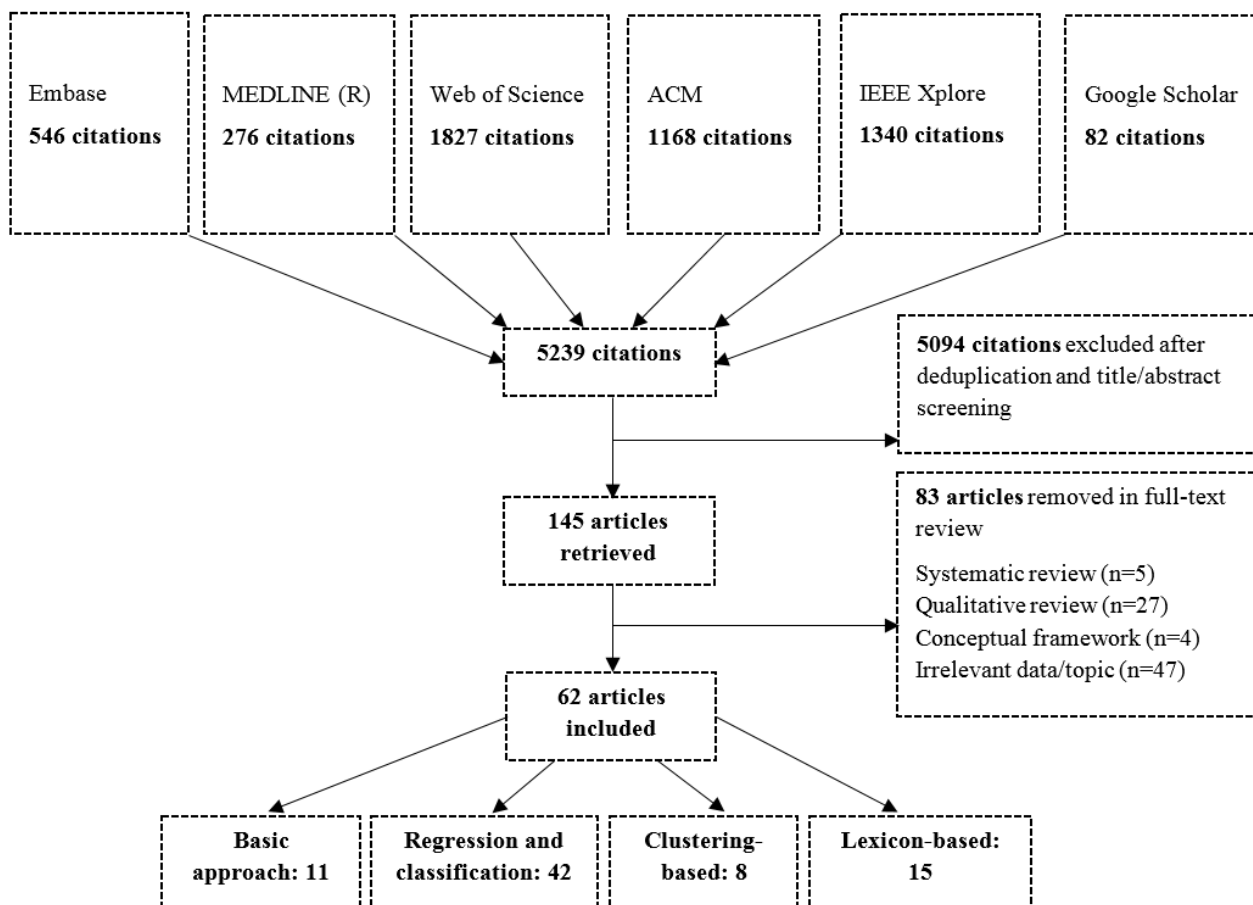 Embase
546 citations
MEDLINE (R)
276 citations
Web of Science
1827 citations
ACM
1168 citations
IEEE Xplore
1340 citations
Google Scholar
82 citations
5239 citations
5094 citations excluded after
deduplication and title/abstract
screening
145 articles
retrieved
83 articles removed in full-text
review
Systematic review (n=5)
Qualitative review (n=27)
Conceptual framework (n=4)
Irrelevant data/topic (n=47)
62 articles
included
Basic
approach: 11
Regression and
classification: 42
Clustering-
based: 8
Lexicon-based:
15